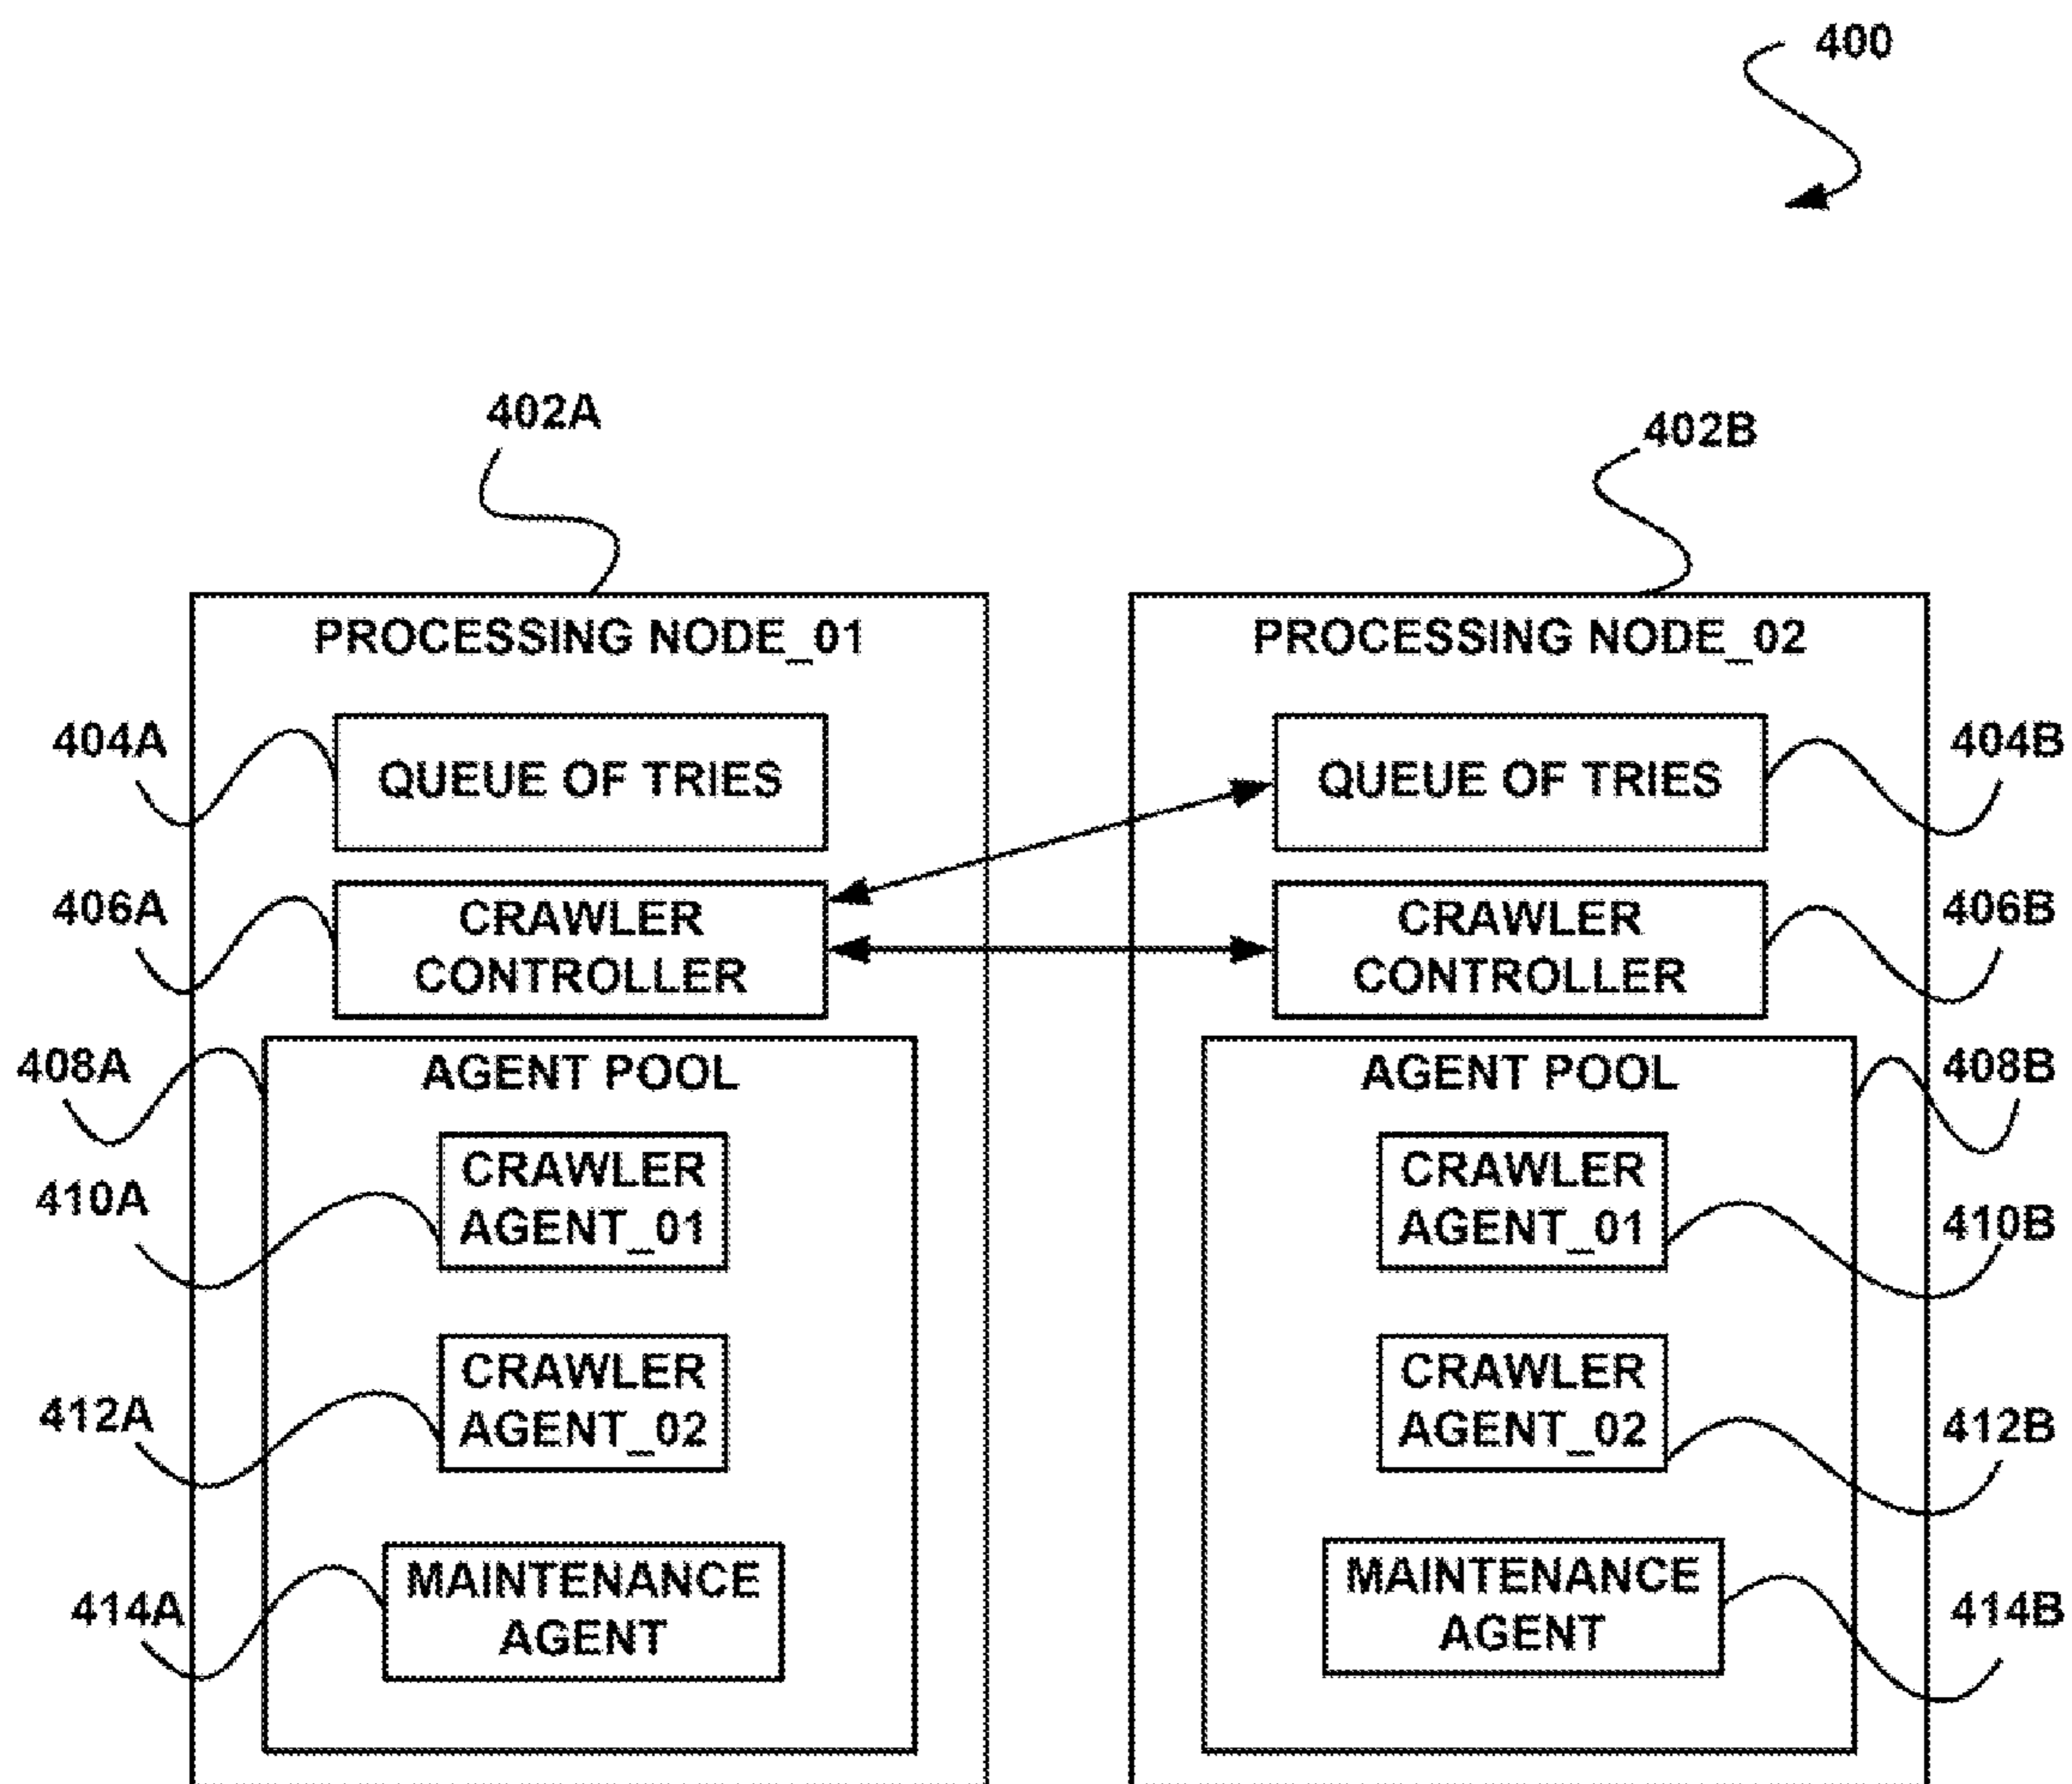 400
402A
402B
PROCESSING NODE_01
PROCESSING NODE_02
404A
QUEUE OF TRIES
QUEUE OF TRIES
404B
406A
CRAWLER
CONTROLLER
CRAWLER
CONTROLLER
406B
408A
AGENT POOL
AGENT POOL
408B
410A
CRAWLER
AGENT_01
CRAWLER
AGENT_01
410B
412A
CRAWLER
AGENT_02
CRAWLER
AGENT_02
412B
414A
MAINTENANCE
AGENT
MAINTENANCE
AGENT
414B